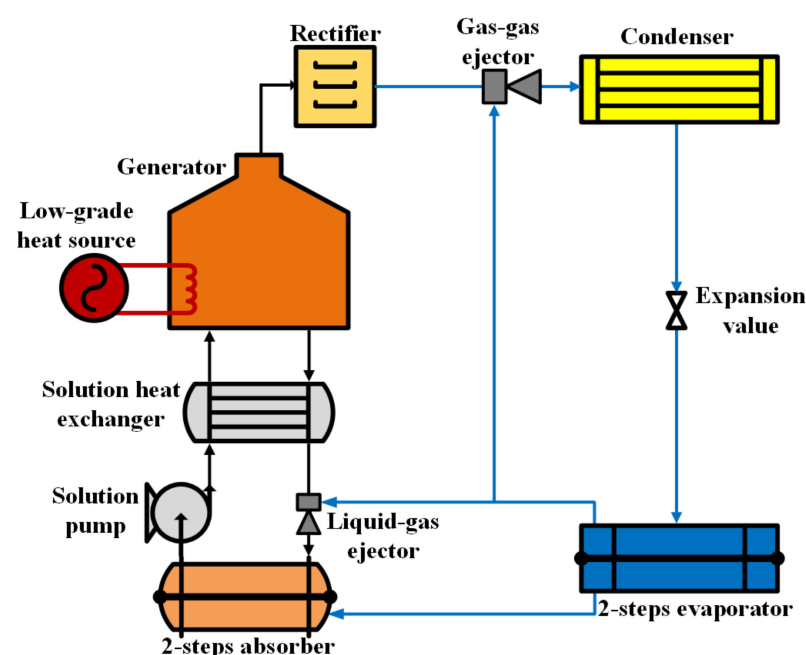 Rectifier
Gas-gas
ejector
Condenser
Generator
Low-grade
heat source
Expansion
value
Solution heat
exchanger
Solution
pump
Liquid-gas
ejector
2-steps evaporator
2-steps absorber